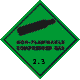 NON-FLAMMABLE
COMPRESSED GAS
2.2